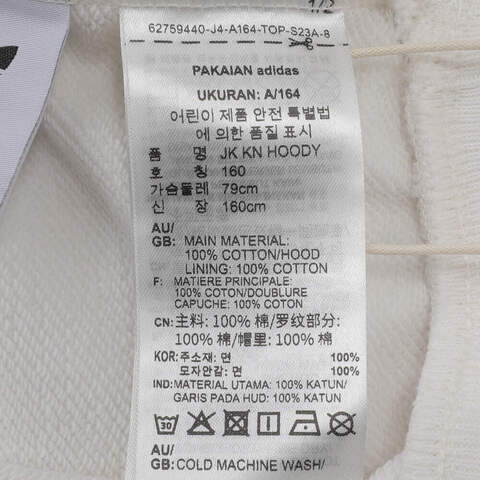 1/2
62759440-J4-A164-TOP-S23A-8
PAKAIAN adidas
UKURAN: A/164
어린이 제품 안전 특별법
에 의한 품질 표시
품 명 JK KN HOODY
호 칭 160
가슴둘레 79cm
신 장 160cm
AU/
GB: MAIN MATERIAL:
100% COTTON/HOOD
LINING: 100% COTTON
F: MATIERE PRINCIPALE:
100% COTON/DOUBLURE
CAPUCHE: 100% COTON
CN: 主料: 100% 棉/罗纹部分:
100% 棉/帽里: 100% 棉
KOR: 주소재: 면 100%
모자안감: 면 100%
IND: MATERIAL UTAMA: 100% KATUN/
GARIS PADA HUD: 100% KATUN
30
AU/
GB: COLD MACHINE WASH/